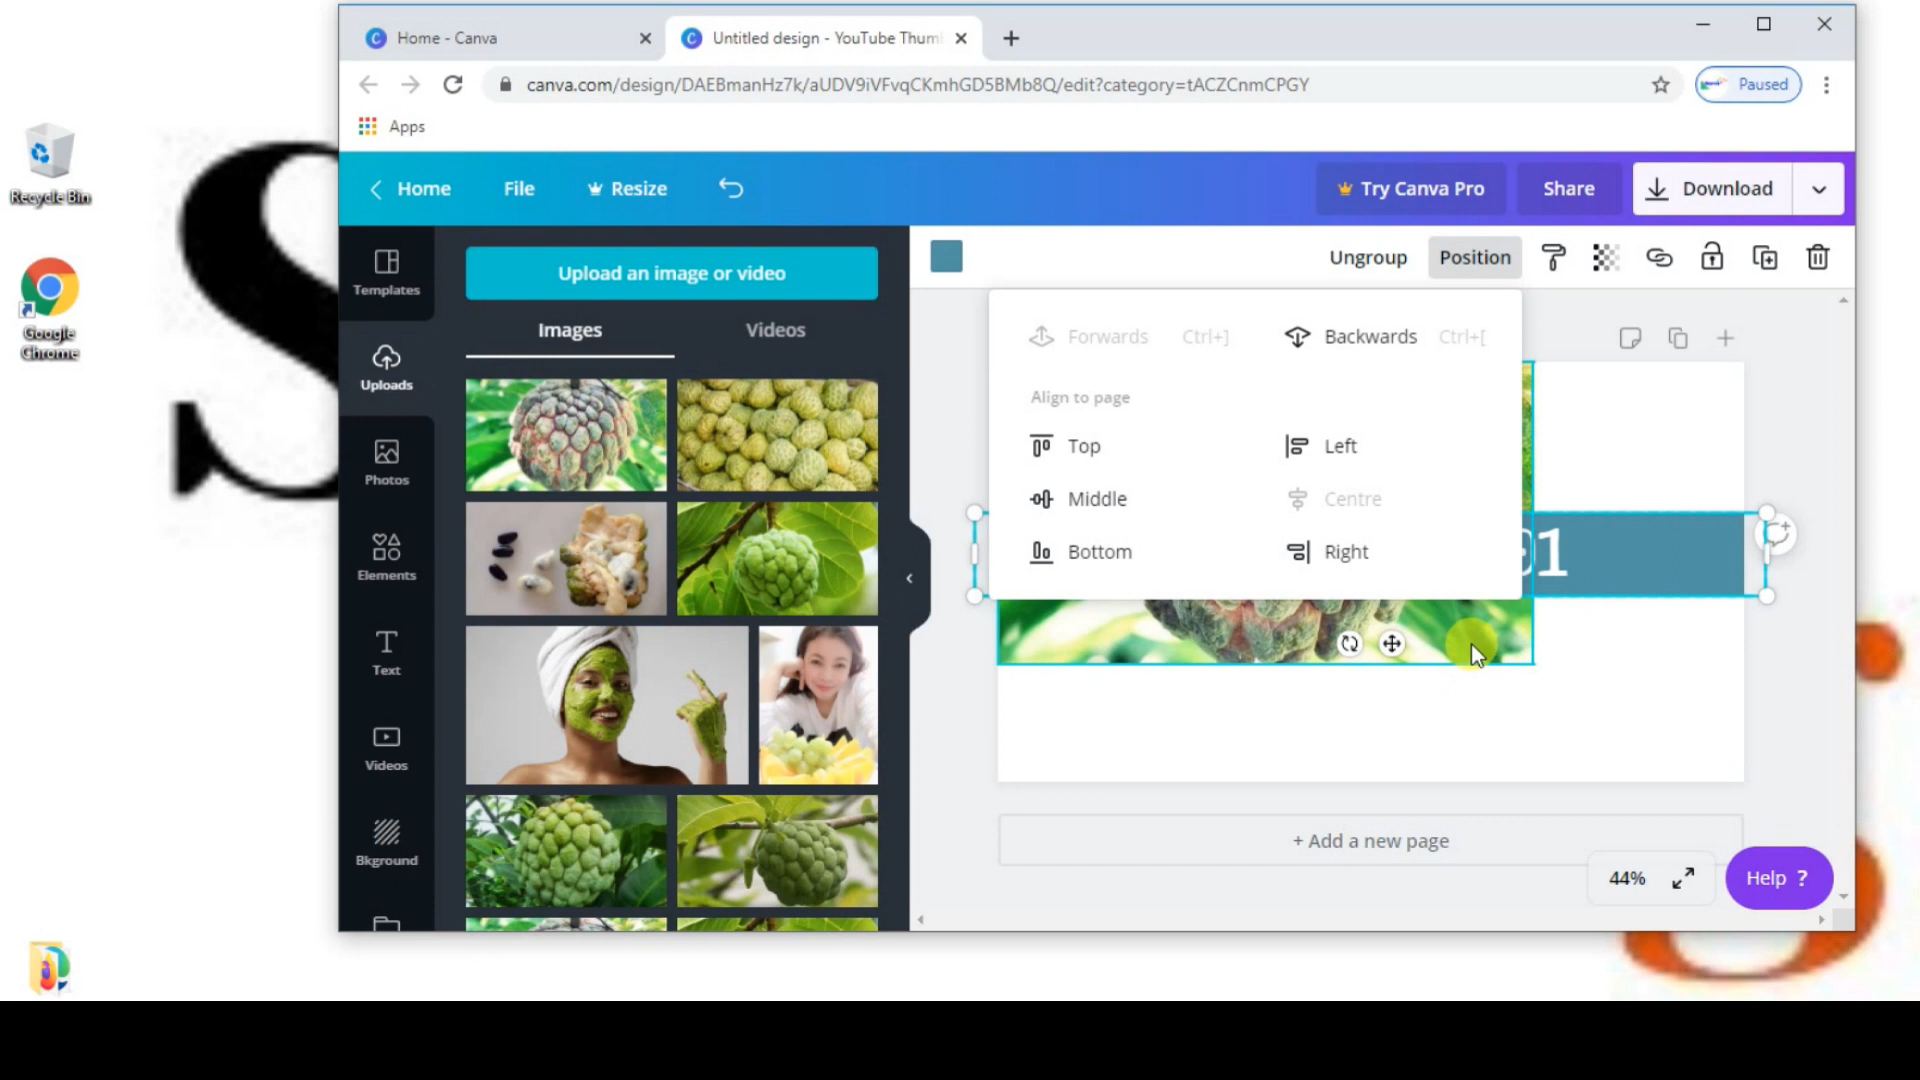 Home - Canva
Untitled design - YouTube Thum
canva.com/design/DAEBmanHz7k/aUDV9iVFvqCKmhGD5BMb8Q/edit?category=tACZCnmCPGY
Paused
Apps
Recycle Bin
Google Chrome
Home
File
Resize
Try Canva Pro
Share
Download
Templates
Uploads
Photos
Elements
Text
Videos
Bkground
Upload an image or video
Images
Videos
Ungroup
Position
Forwards Ctrl+]
Backwards Ctrl+[
Align to page
Top
Left
Middle
Centre
Bottom
Right
1
+ Add a new page
44%
Help ?
S